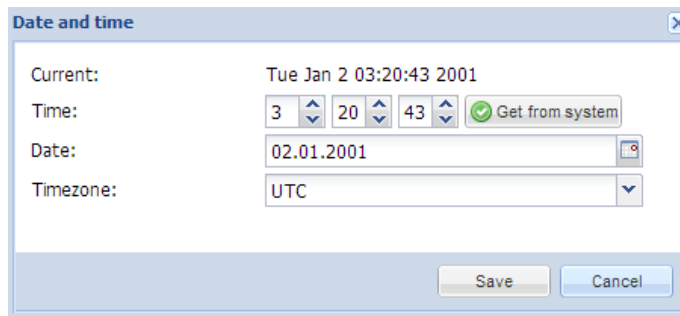 Date and time
Current: Tue Jan 2 03:20:43 2001
Time: 3 20 43 Get from system
Date: 02.01.2001
Timezone: UTC
Save Cancel